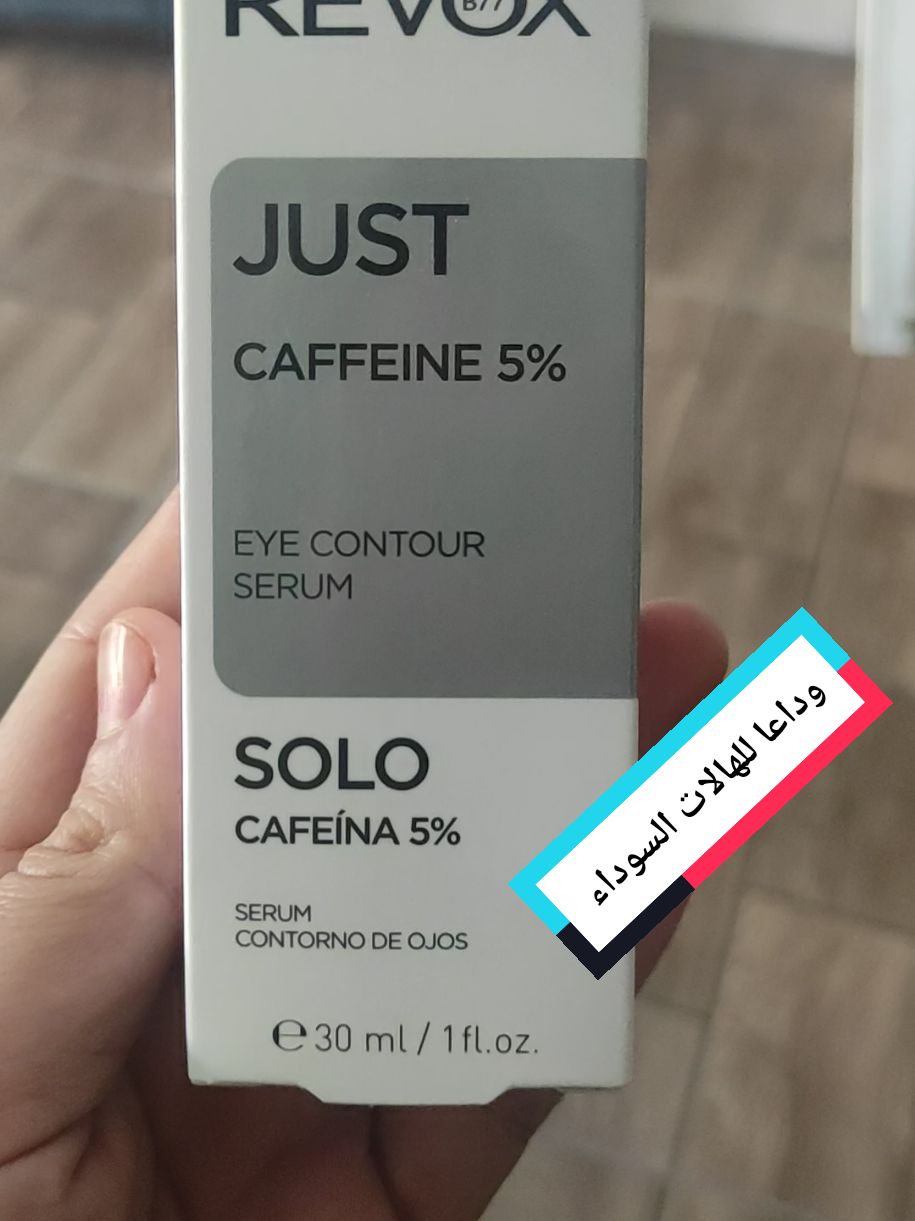 REVOX
B77
JUST
CAFFEINE 5%
EYE CONTOUR
SERUM
SOLO
CAFEÍNA 5%
SERUM
CONTORNO DE OJOS
℮ 30 ml / 1 fl.oz.
وداعا للهالات السوداء